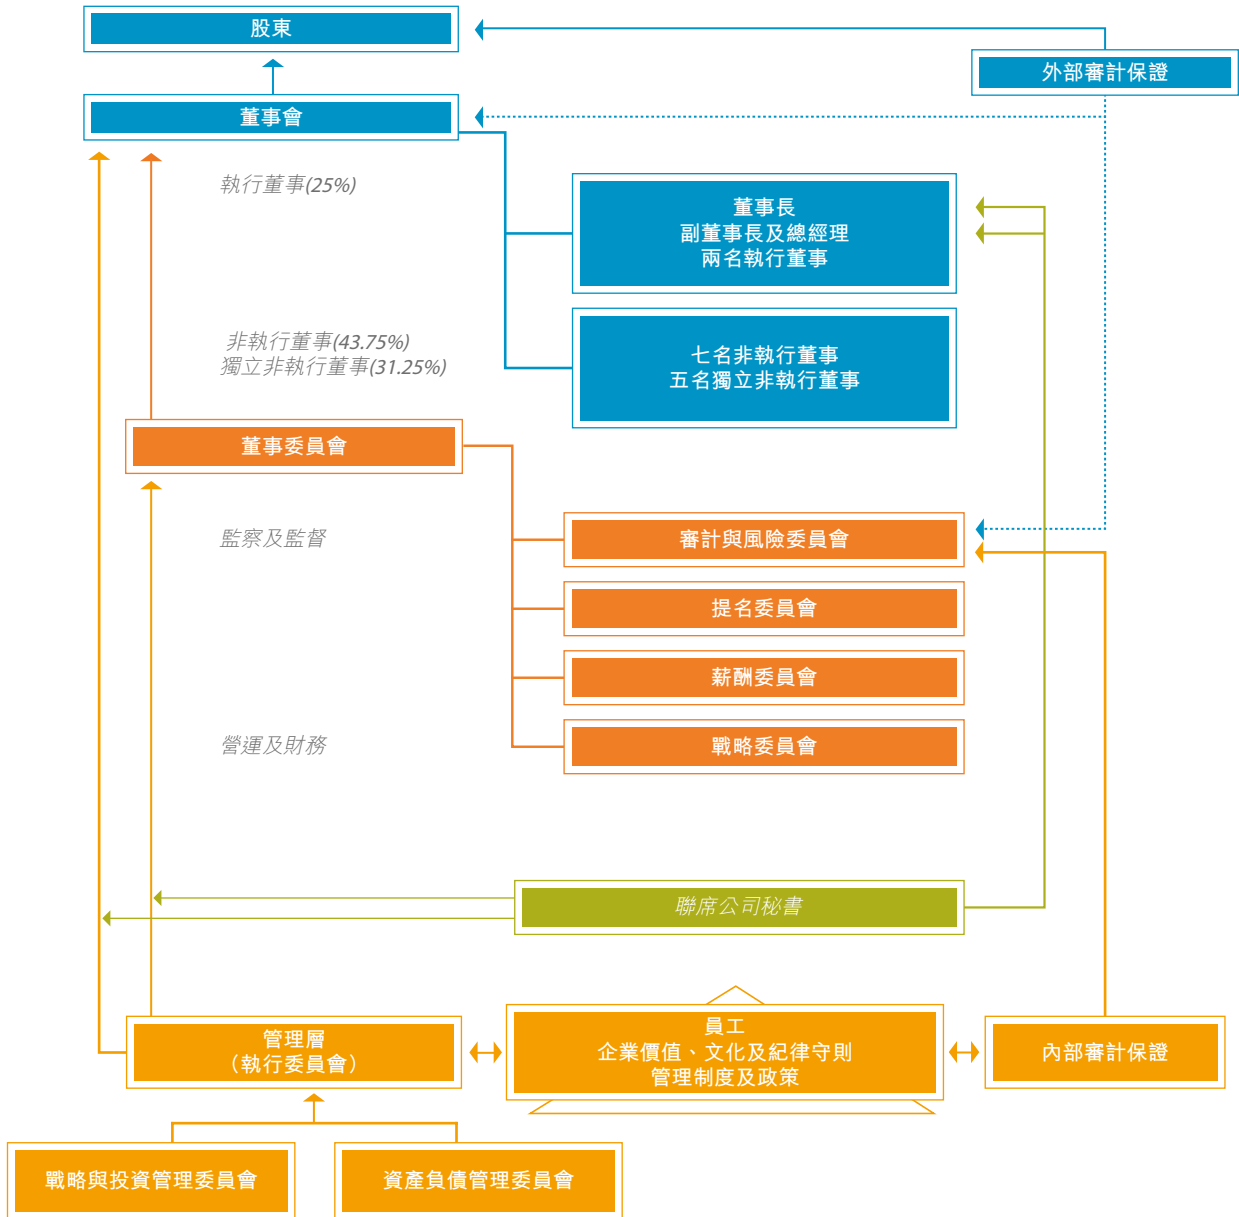 股東
外部審計保證
董事會
執行董事(25%)
董事長
副董事長及總經理
兩名執行董事
非執行董事(43.75%)
獨立非執行董事(31.25%)
七名非執行董事
五名獨立非執行董事
董事委員會
監察及監督
審計與風險委員會
提名委員會
薪酬委員會
營運及財務
戰略委員會
聯席公司秘書
管理層
（執行委員會）
員工
企業價值、文化及紀律守則
管理制度及政策
內部審計保證
戰略與投資管理委員會
資產負債管理委員會